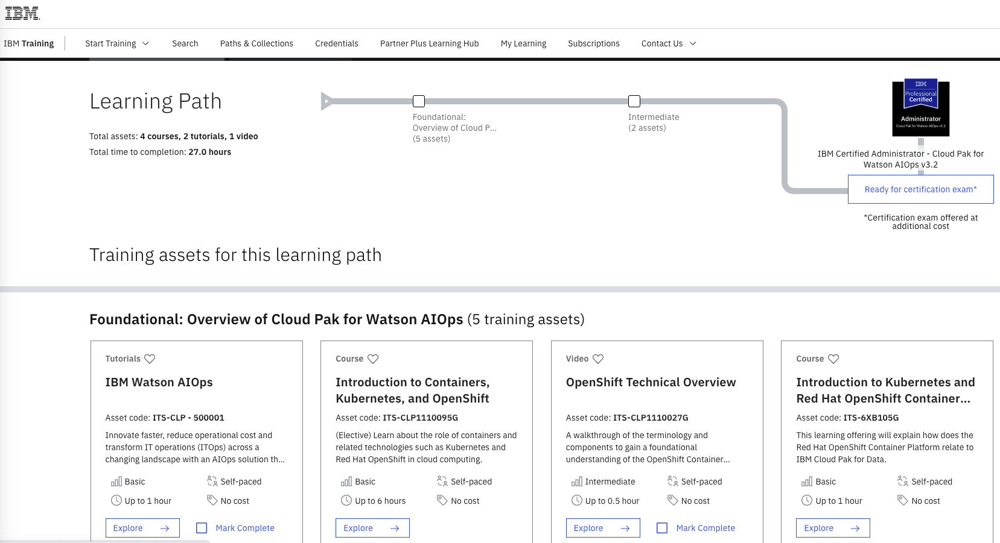 IBM
IBM Training
Start Training
Search
Paths & Collections
Credentials
Partner Plus Learning Hub
My Learning
Subscriptions
Contact Us
Learning Path
Total assets: 4 courses, 2 tutorials, 1 video
Total time to completion: 27.0 hours
Foundational:
Overview of Cloud P...
(5 assets)
Intermediate
(2 assets)
IBM
Professional
Certified
Administrator
Cloud Pak for Watson AIOps v3.2
IBM Certified Administrator - Cloud Pak for
Watson AIOps v3.2
Ready for certification exam*
*Certification exam offered at
additional cost
Training assets for this learning path
Foundational: Overview of Cloud Pak for Watson AIOps (5 training assets)
Tutorials
IBM Watson AIOps
Asset code: ITS-CLP - 500001
Innovate faster, reduce operational cost and
transform IT operations (ITOps) across a
changing landscape with an AIOps solution th...
Basic
Self-paced
Up to 1 hour
No cost
Explore
Mark Complete
Course
Introduction to Containers,
Kubernetes, and OpenShift
Asset code: ITS-CLP1110095G
(Elective) Learn about the role of containers and
related technologies such as Kubernetes and
Red Hat OpenShift in cloud computing.
Basic
Self-paced
Up to 6 hours
No cost
Explore
Video
OpenShift Technical Overview
Asset code: ITS-CLP1110027G
A walkthrough of the terminology and
components to gain a foundational
understanding of the OpenShift Container...
Intermediate
Self-paced
Up to 0.5 hour
No cost
Explore
Mark Complete
Course
Introduction to Kubernetes and
Red Hat OpenShift Container...
Asset code: ITS-6XB105G
This learning offering will explain how does the
Red Hat OpenShift Container Platform relate to
IBM Cloud Pak for Data.
Basic
Self-paced
Up to 1 hour
No cost
Explore